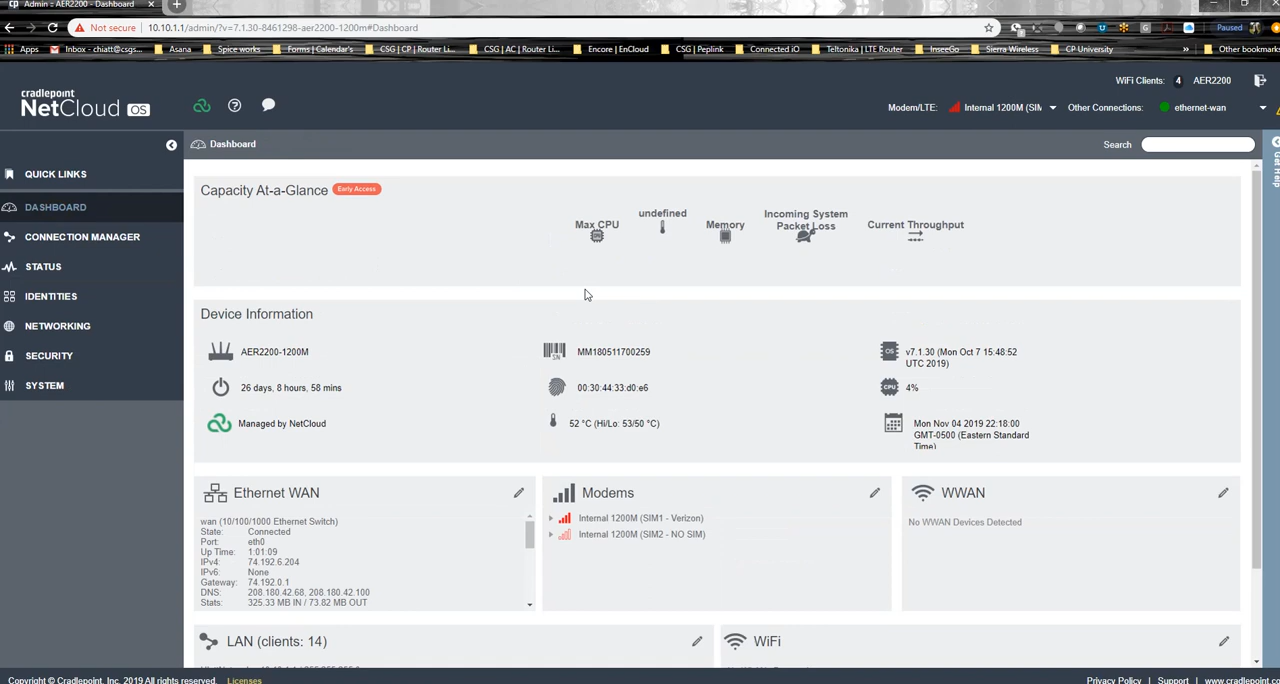 Admin :: AER2200 - Dashboard
Not secure
10.10.1.1/admin/?v=7.1.30-8461298-aer2200-1200m#Dashboard
Paused
Apps
Inbox - chiatt@csgs...
Asana
Spice works
Forms | Calendar's
CSG | CP | Router Li...
CSG | AC | Router Li...
Encore | EnCloud
CSG | Peplink
Connected iO
Teltonika | LTE Router
InseeGo
Sierra Wireless
CP University
»
Other bookmarks
WiFi Clients: 4 AER2200
cradlepoint
NetCloud OS
Modem/LTE: Internal 1200M (SIM Other Connections: ethernet-wan
Dashboard
Search
Get Help
QUICK LINKS
DASHBOARD
CONNECTION MANAGER
STATUS
IDENTITIES
NETWORKING
SECURITY
SYSTEM
Capacity At-a-Glance Early Access
Max CPU
undefined
Memory
Incoming System
Packet Loss
Current Throughput
Device Information
AER2200-1200M
MM180511700259
v7.1.30 (Mon Oct 7 15:48:52
UTC 2019)
26 days, 8 hours, 58 mins
00:30:44:33:d0:e6
CPU 4%
Managed by NetCloud
52 °C (Hi/Lo: 53/50 °C)
Mon Nov 04 2019 22:18:00
GMT-0500 (Eastern Standard
Time)
Ethernet WAN
wan (10/100/1000 Ethernet Switch)
State: Connected
Port: eth0
Up Time: 1:01:09
IPv4: 74.192.6.204
IPv6: None
Gateway: 74.192.0.1
DNS: 208.180.42.68, 208.180.42.100
Stats: 325.33 MB IN / 73.82 MB OUT
Modems
Internal 1200M (SIM1 - Verizon)
Internal 1200M (SIM2 - NO SIM)
WWAN
No WWAN Devices Detected
LAN (clients: 14)
WiFi
Copyright © Cradlepoint, Inc. 2019 All rights reserved. Licenses
Privacy Policy | Support | www.cradlepoint.co